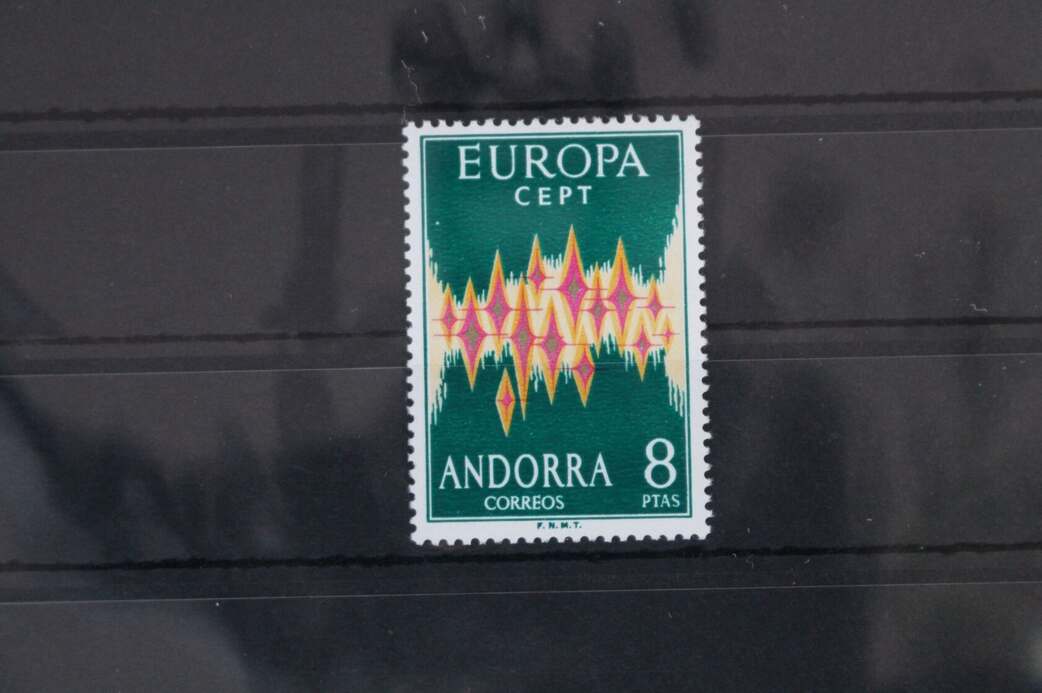 EUROPA
CEPT
ANDORRA 8
CORREOS PTAS
F.N.M.T.